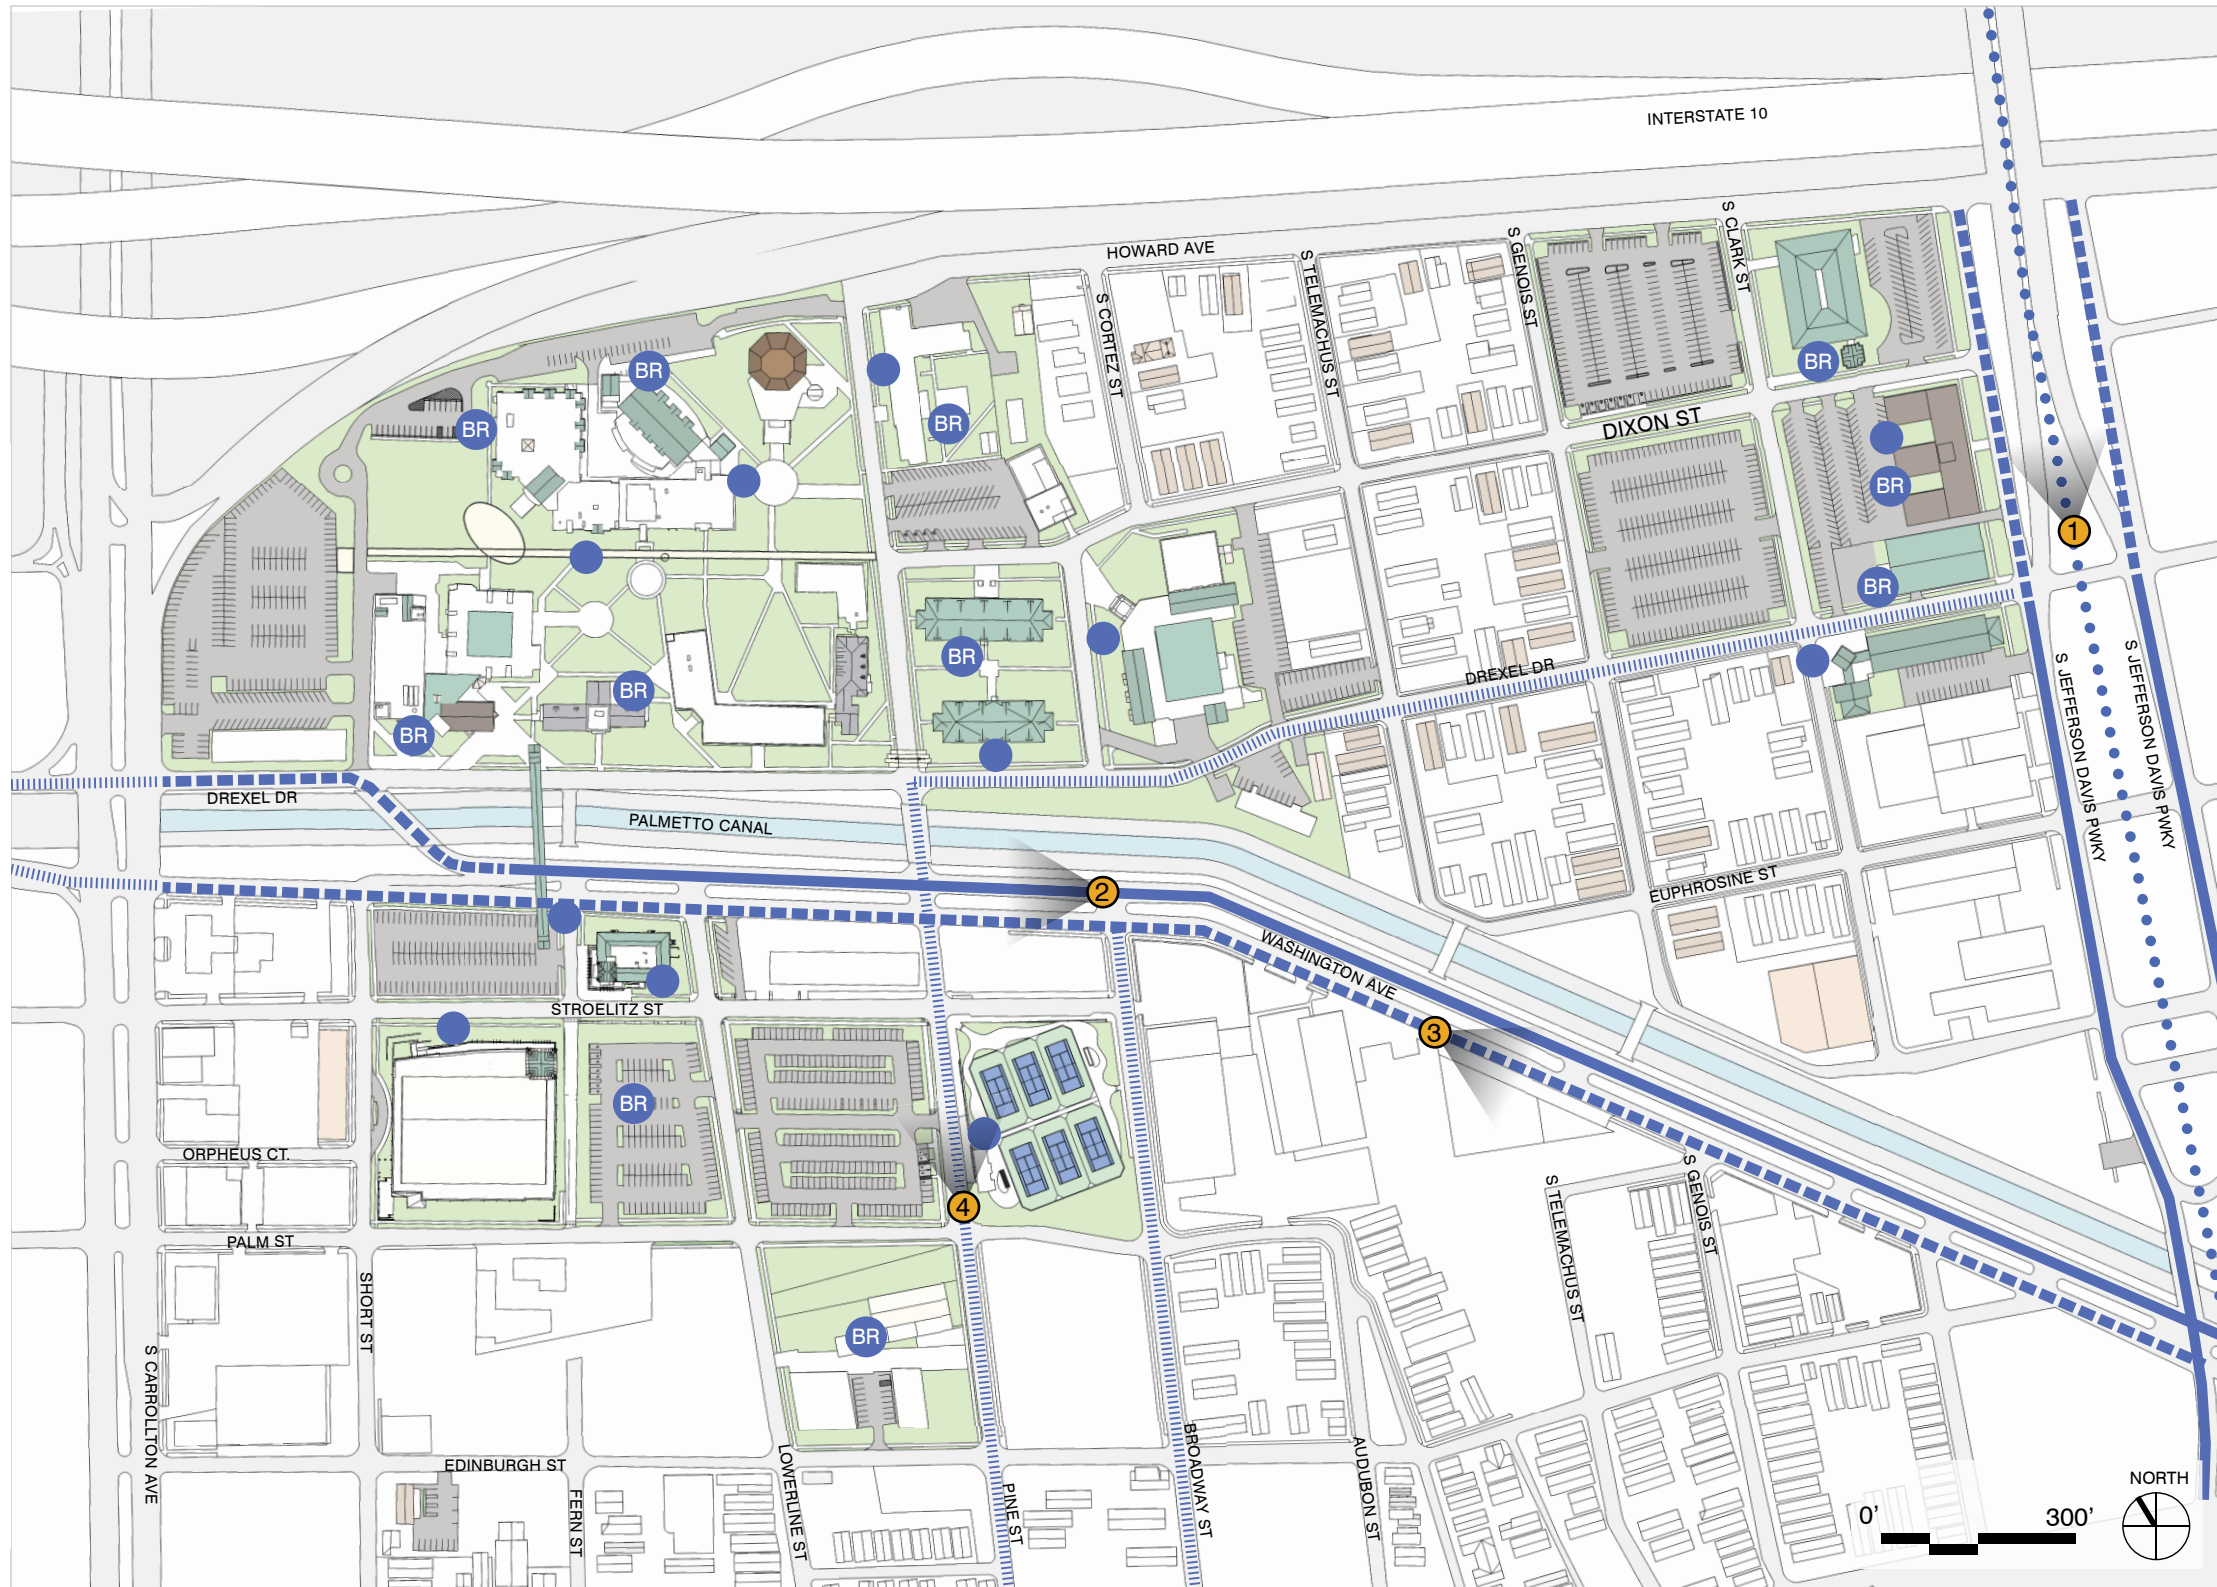 INTERSTATE 10
HOWARD AVE
S CORTEZ ST
S TELEMACHUS ST
S GENOIS ST
S CLARK ST
BR
BR
BR
BR
DIXON ST
BR
1
BR
BR
BR
BR
DREXEL DR
S JEFFERSON DAVIS PWKY
S JEFFERSON DAVIS PWKY
DREXEL DR
PALMETTO CANAL
2
EUPHROSINE ST
WASHINGTON AVE
3
STROELITZ ST
BR
ORPHEUS CT.
4
PALM ST
SHORT ST
S TELEMACHUS ST
S GENOIS ST
BR
S CARROLLTON AVE
EDINBURGH ST
FERN ST
LOWERLINE ST
PINE ST
BROADWAY ST
AUDUBON ST
NORTH
0'
300'